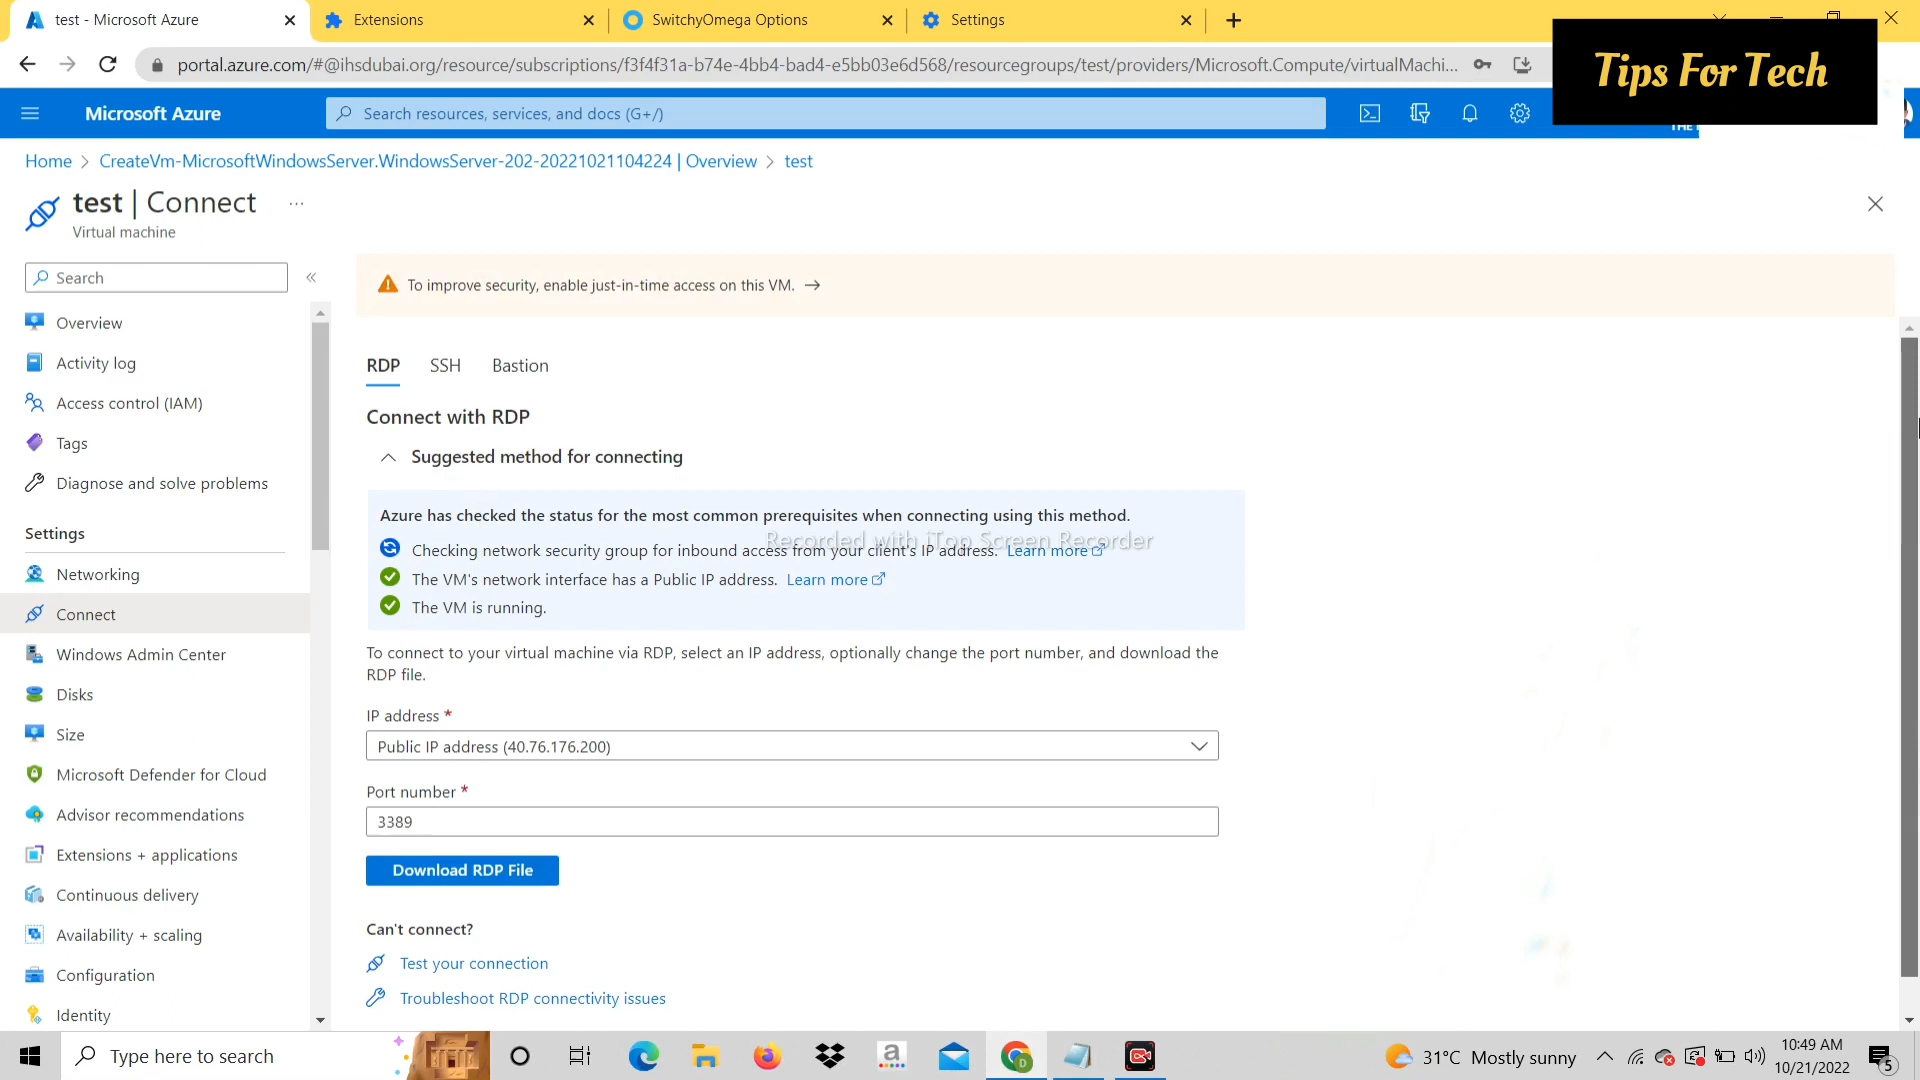 test - Microsoft Azure
Extensions
SwitchyOmega Options
Settings
portal.azure.com/#@ihsdubai.org/resource/subscriptions/f3f4f31a-b74e-4bb4-bad4-e5bb03e6d568/resourcegroups/test/providers/Microsoft.Compute/virtualMachi...
Tips For Tech
Microsoft Azure
Search resources, services, and docs (G+/)
THE
Home > CreateVm-MicrosoftWindowsServer.WindowsServer-202-20221021104224 | Overview > test
test | Connect ...
Virtual machine
Search
«
To improve security, enable just-in-time access on this VM. →
Overview
Activity log
Access control (IAM)
Tags
Diagnose and solve problems
Settings
Networking
Connect
Windows Admin Center
Disks
Size
Microsoft Defender for Cloud
Advisor recommendations
Extensions + applications
Continuous delivery
Availability + scaling
Configuration
Identity
RDP SSH Bastion
Connect with RDP
Suggested method for connecting
Azure has checked the status for the most common prerequisites when connecting using this method.
Recorded with iTop Screen Recorder
Checking network security group for inbound access from your client's IP address. Learn more
The VM's network interface has a Public IP address. Learn more
The VM is running.
To connect to your virtual machine via RDP, select an IP address, optionally change the port number, and download the
RDP file.
IP address *
Public IP address (40.76.176.200)
Port number *
3389
Download RDP File
Can't connect?
Test your connection
Troubleshoot RDP connectivity issues
Type here to search
31°C Mostly sunny
10:49 AM
10/21/2022
5